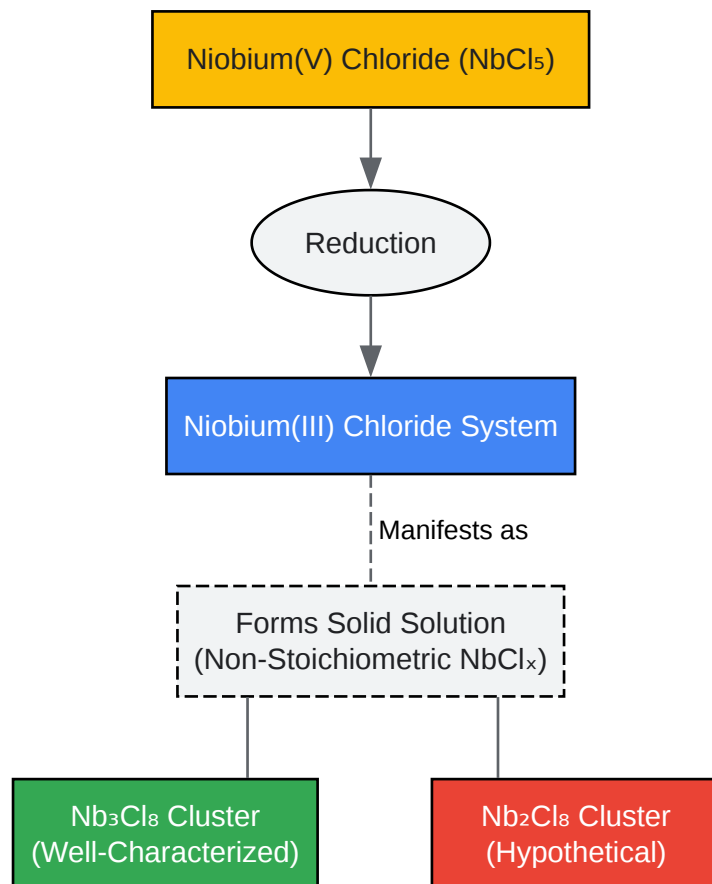 Niobium(V) Chloride (NbCl₅)
Reduction
Niobium(III) Chloride System
Manifests as
Forms Solid Solution
(Non-Stoichiometric NbClₓ)
Nb₃Cl₈ Cluster
(Well-Characterized)
Nb₂Cl₈ Cluster
(Hypothetical)